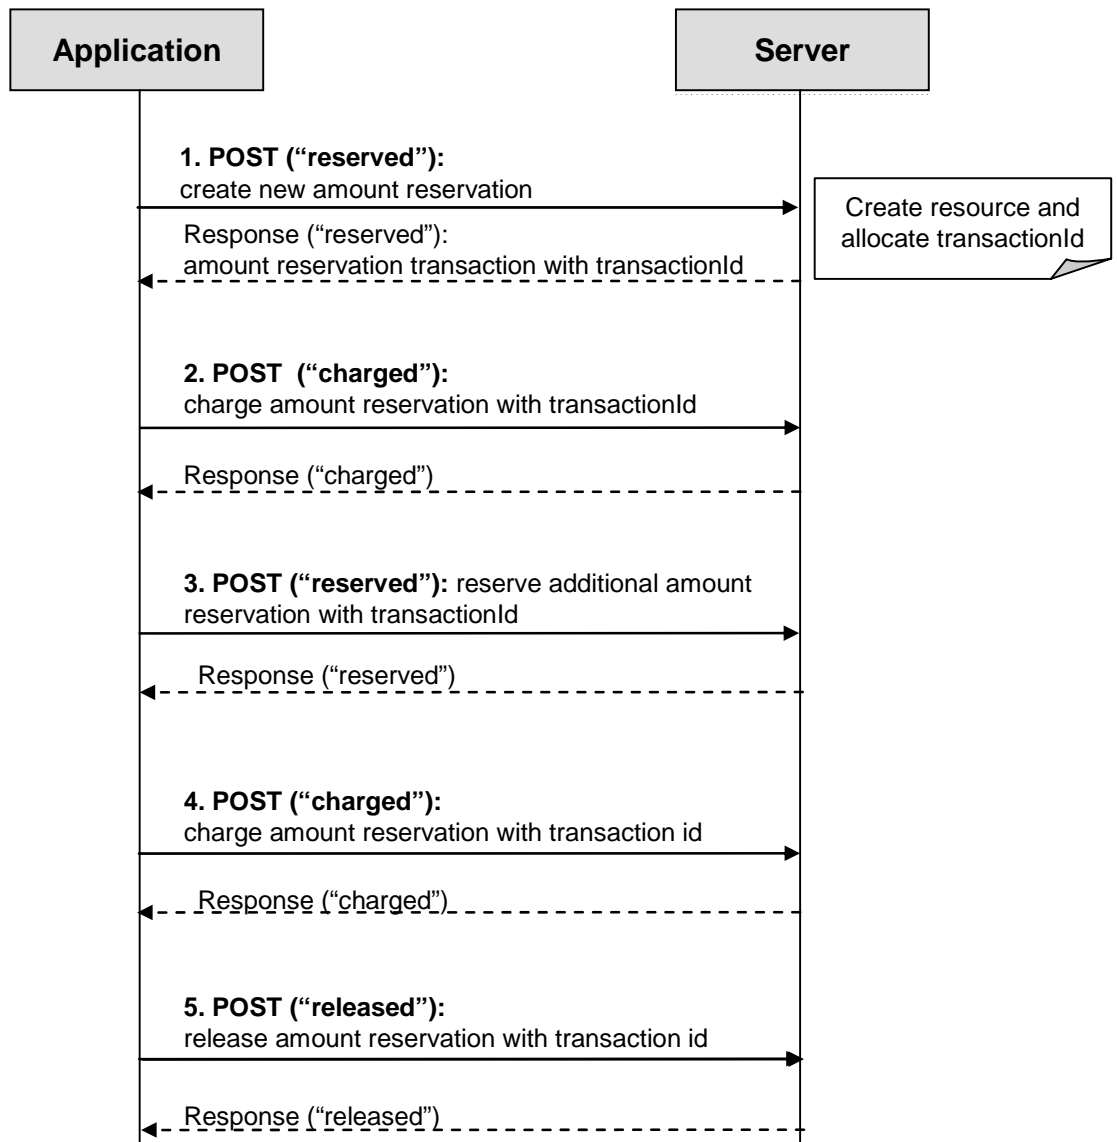 Application
Server
1. POST (“reserved”):
create new amount reservation
Create resource and
allocate transactionId
Response (“reserved”):
amount reservation transaction with transactionId
2. POST  (“charged”):
charge amount reservation with transactionId
Response (“charged”)
3. POST (“reserved”): reserve additional amount
reservation with transactionId
Response (“reserved”)
4. POST (“charged”):
charge amount reservation with transaction id
Response (“charged”)
5. POST (“released”):
release amount reservation with transaction id
Response (“released”)